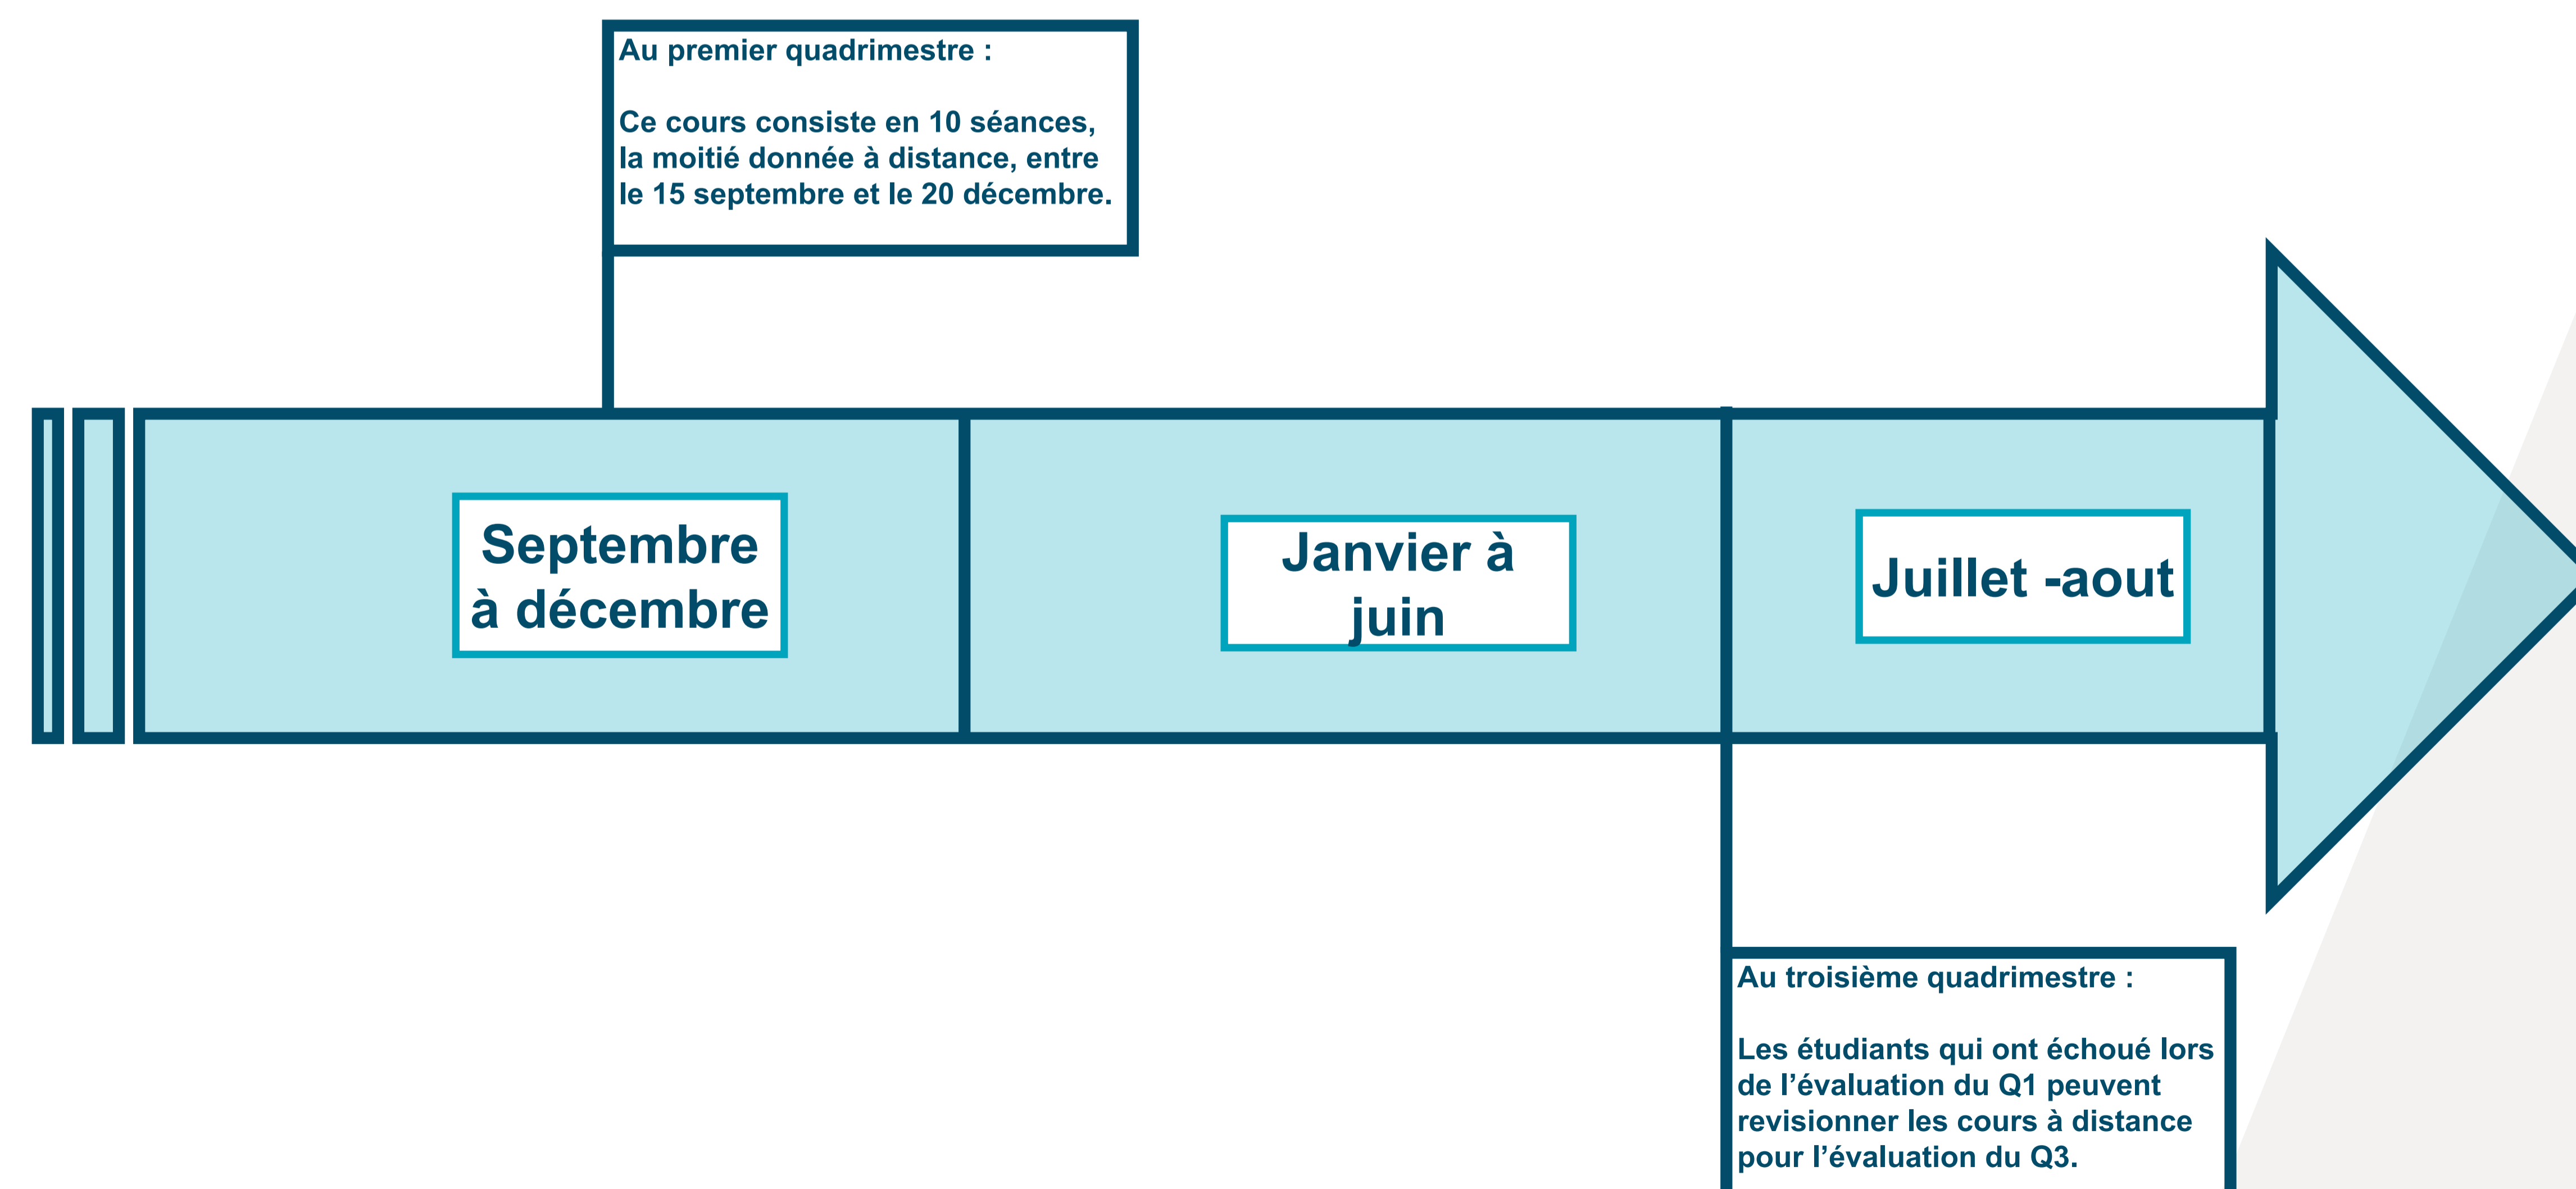 Au premier quadrimestre :
Ce cours consiste en 10 séances,
la moitié donnée à distance, entre
le 15 septembre et le 20 décembre.
Septembre
à décembre
Janvier à
juin
Juillet -aout
Au troisième quadrimestre :
Les étudiants qui ont échoué lors
de l’évaluation du Q1 peuvent
revisionner les cours à distance
pour l’évaluation du Q3.